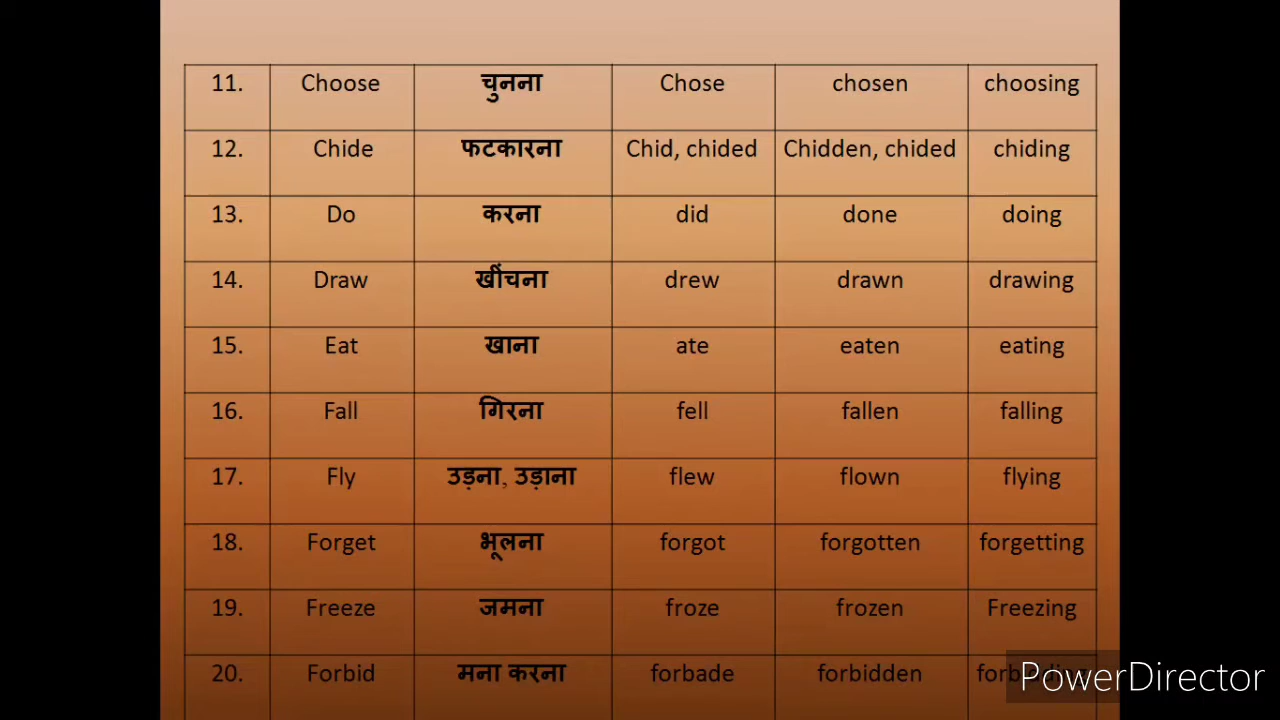 11. Choose चुनना Chose chosen choosing
12. Chide फटकारना Chid, chided Chidden, chided chiding
13. Do करना did done doing
14. Draw खींचना drew drawn drawing
15. Eat खाना ate eaten eating
16. Fall गिरना fell fallen falling
17. Fly उड़ना, उड़ाना flew flown flying
18. Forget भूलना forgot forgotten forgetting
19. Freeze जमना froze frozen Freezing
20. Forbid मना करना forbade forbidden
PowerDirector